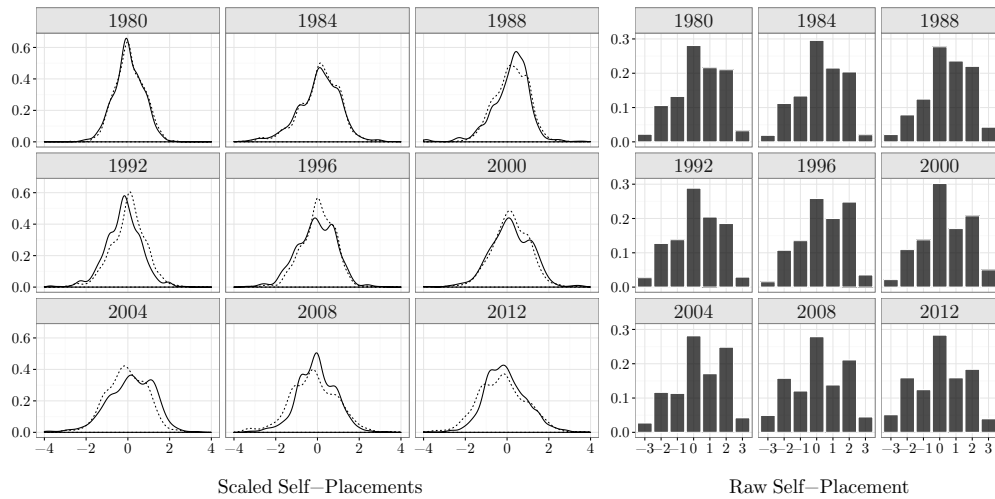 1980 1984 1988 1980 1984 1988
0.6 0.4 0.2 0.0 0.3 0.2 0.1 0.0
1992 1996 2000 1992 1996 2000
0.6 0.4 0.2 0.0 0.3 0.2 0.1 0.0
2004 2008 2012 2004 2008 2012
0.6 0.4 0.2 0.0 0.3 0.2 0.1 0.0
−4 −2 0 2 4 −4 −2 0 2 4 −4 −2 0 2 4 −3−2−1 0 1 2 3 −3−2−1 0 1 2 3 −3−2−1 0 1 2 3
Scaled Self−Placements Raw Self−Placement